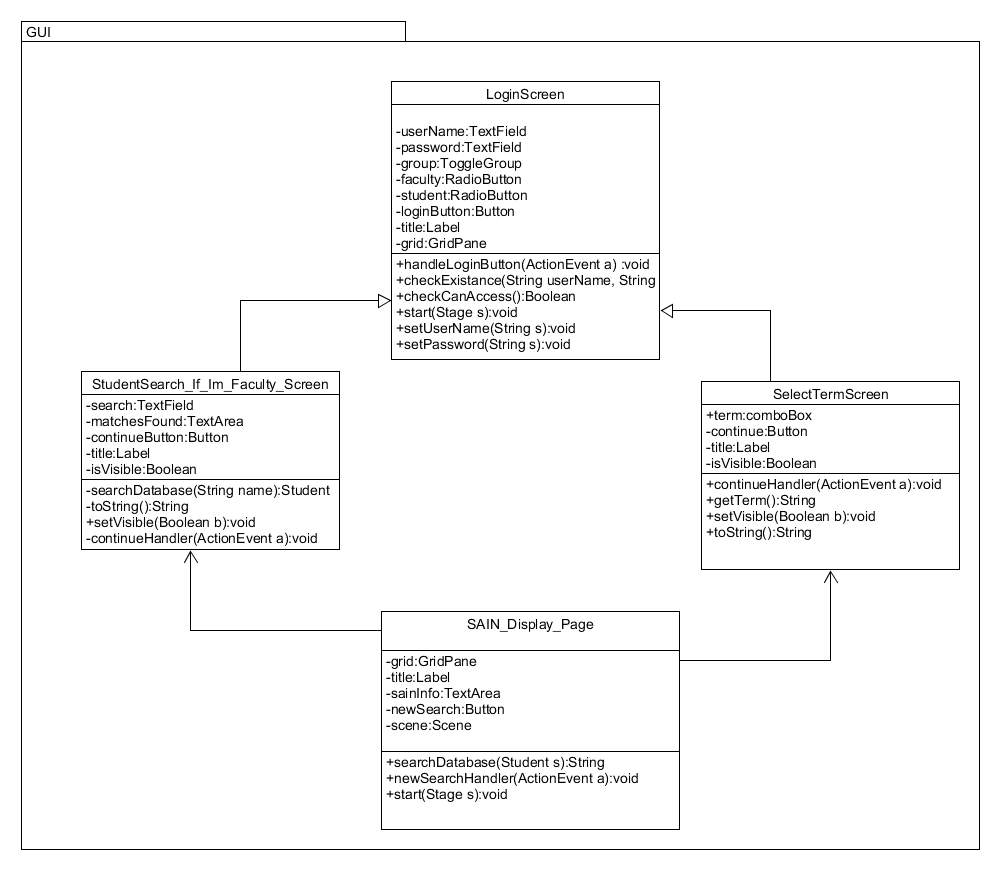 GUI
LoginScreen
-userName:TextField
-password:TextField
-group:ToggleGroup
-faculty:RadioButton
-student:RadioButton
-loginButton:Button
-title:Label
-grid:GridPane
+handleLoginButton(ActionEvent a) :void
+checkExistance(String userName, String
+checkCanAccess():Boolean
+start(Stage s):void
+setUserName(String s):void
+setPassword(String s):void
StudentSearch_If_Im_Faculty_Screen
-search:TextField
-matchesFound:TextArea
-continueButton:Button
-title:Label
-isVisible:Boolean
-searchDatabase(String name):Student
-toString():String
+setVisible(Boolean b):void
-continueHandler(ActionEvent a):void
SelectTermScreen
+term:comboBox
-continue:Button
-title:Label
-isVisible:Boolean
+continueHandler(ActionEvent a):void
+getTerm():String
+setVisible(Boolean b):void
+toString():String
SAIN_Display_Page
-grid:GridPane
-title:Label
-sainInfo:TextArea
-newSearch:Button
-scene:Scene
+searchDatabase(Student s):String
+newSearchHandler(ActionEvent a):void
+start(Stage s):void